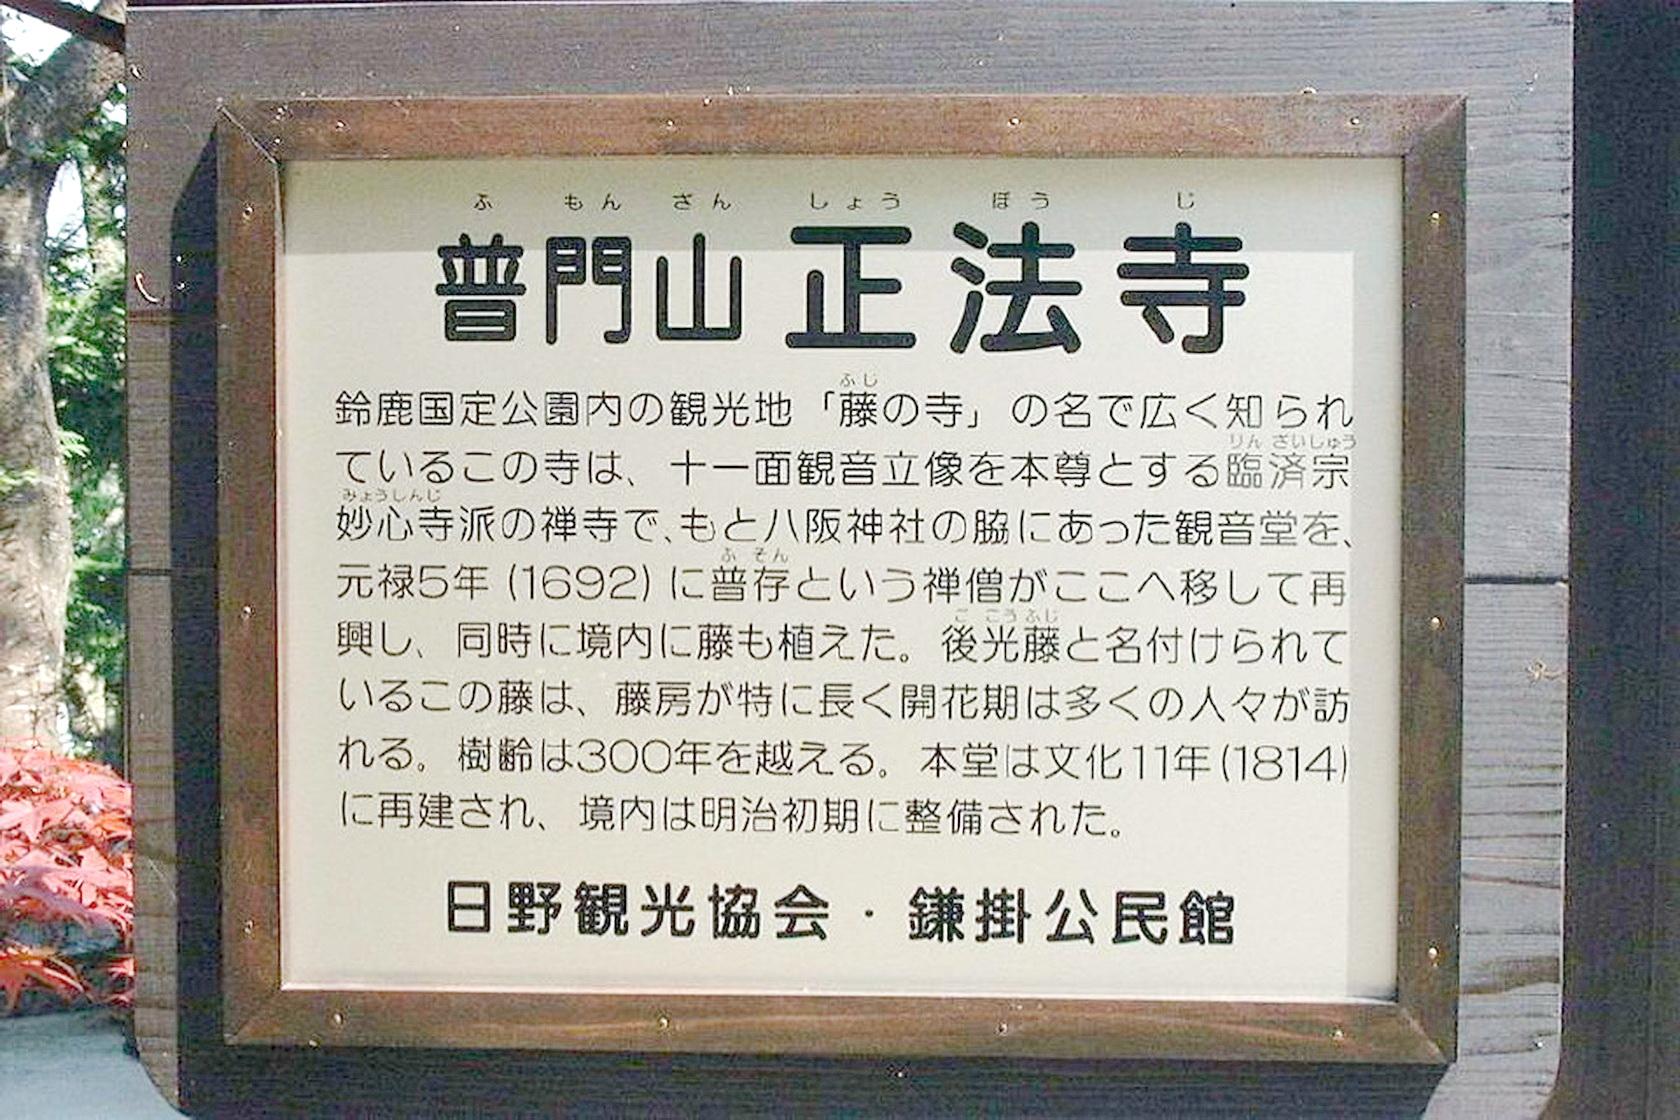 ふ もん ざん しょう ぼう じ
普門山 正法寺
ふじ
鈴鹿国定公園内の観光地「藤の寺」の名で広く知られ
りん ざいしゅう
ているこの寺は、十一面観音立像を本尊とする臨済宗
みょうしんじ
妙心寺派の禅寺で、もと八阪神社の脇にあった観音堂を、
ふ そん
元禄5年(1692)に普存という禅僧がここへ移して再
ご こう ふじ
興し、同時に境内に藤も植えた。後光藤と名付けられて
いるこの藤は、藤房が特に長く開花期は多くの人々が訪
れる。樹齢は300年を越える。本堂は文化11年(1814)
に再建され、境内は明治初期に整備された。
日野観光協会・鎌掛公民館